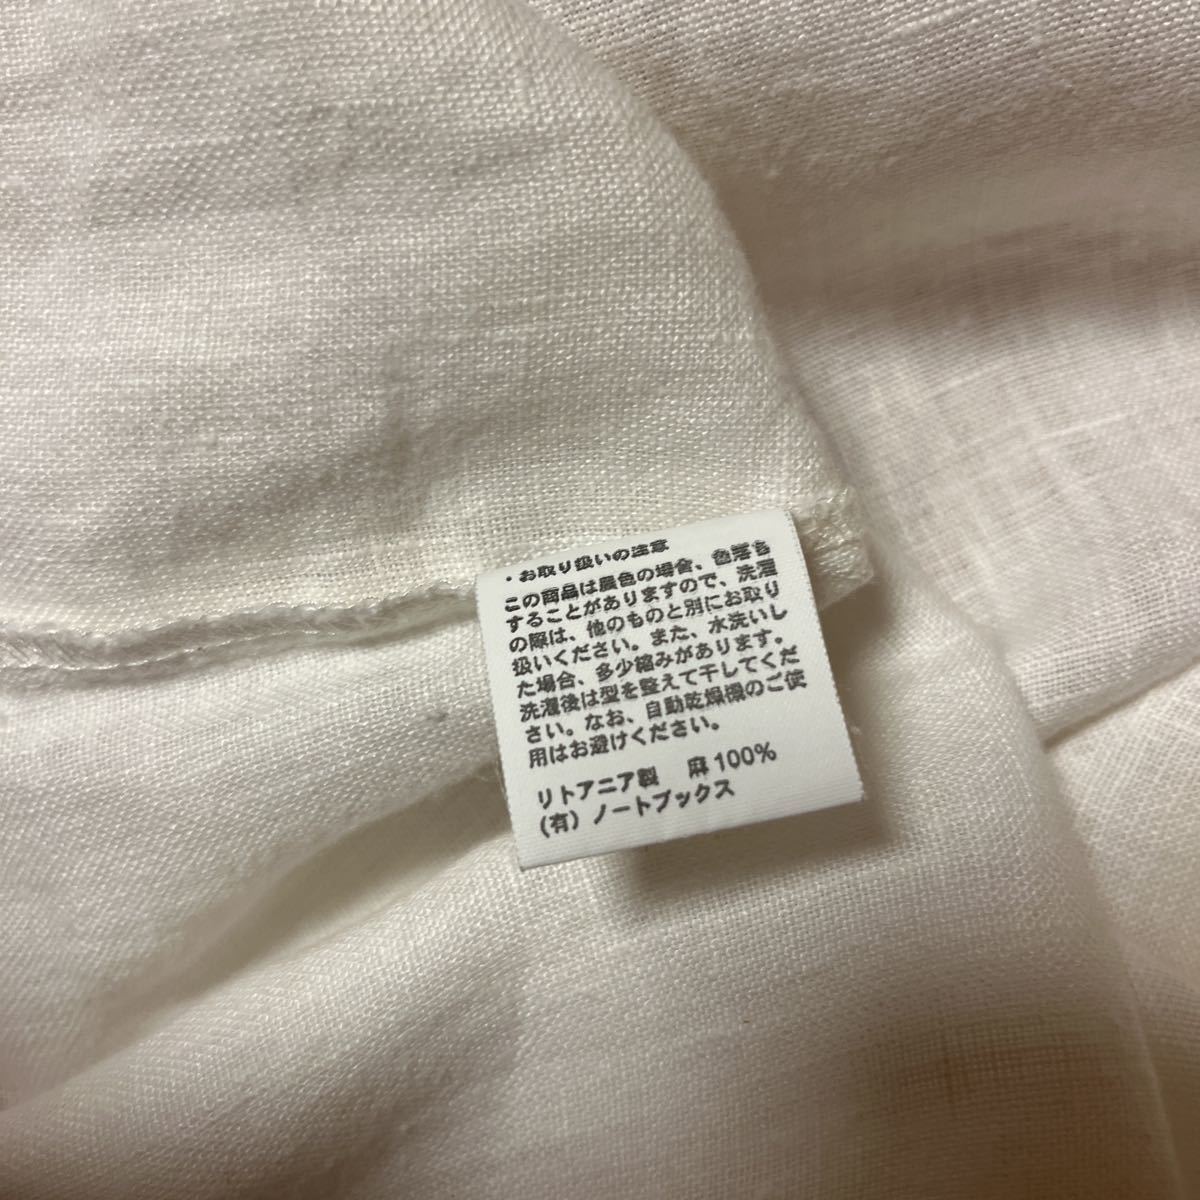 ・お取り扱いの注意
この商品は濃色の場合、色落ち
することがありますので、洗濯
の際は、他のものと別にお取り
扱いください。また、水洗いし
た場合、多少縮みがあります。
洗濯後は型を整えて干してくだ
さい。なお、自動乾燥機のご使
用はお避けください。
リトアニア製 麻100%
(有)ノートブックス